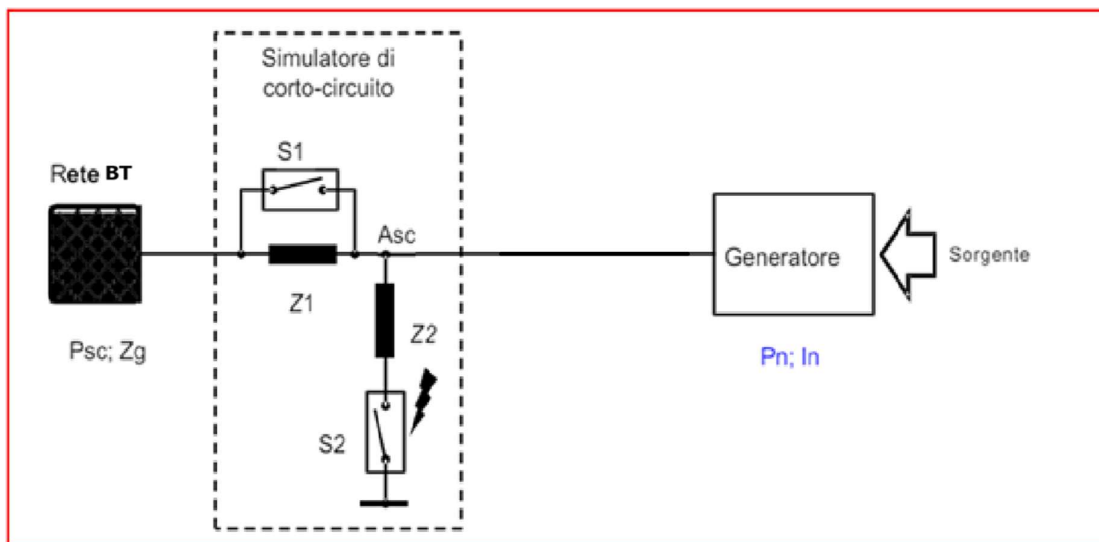 Simulatore di
corto-circuito
S1
Rete BT
Asc
Generatore
Sorgente
Z1
Z2
Psc; Zg
Pn; In
S2